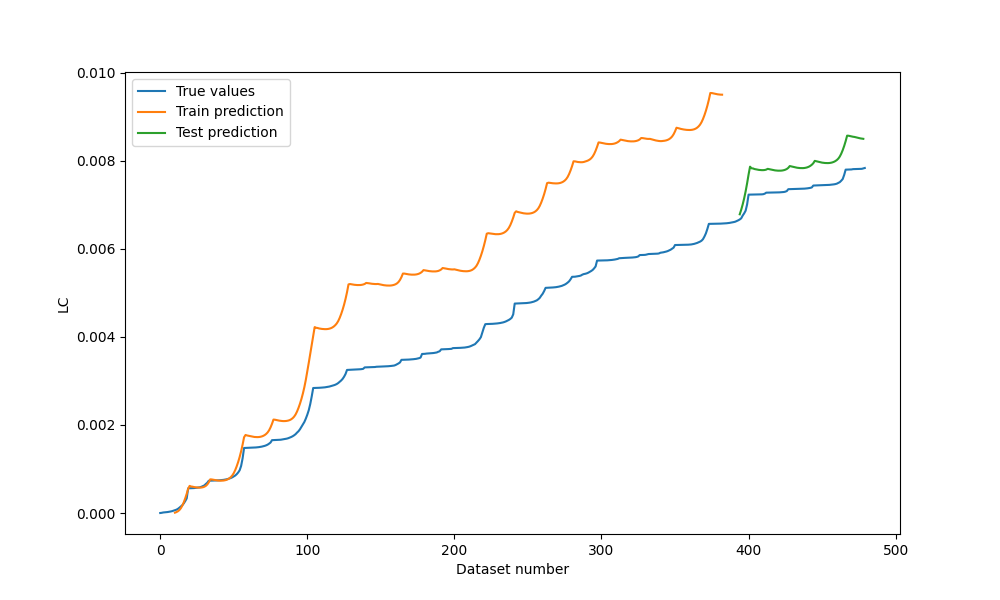 0.010
0.008
0.006
0.004
0.002
0.000
LC
True values
Train prediction
Test prediction
0 100 200 300 400 500
Dataset number